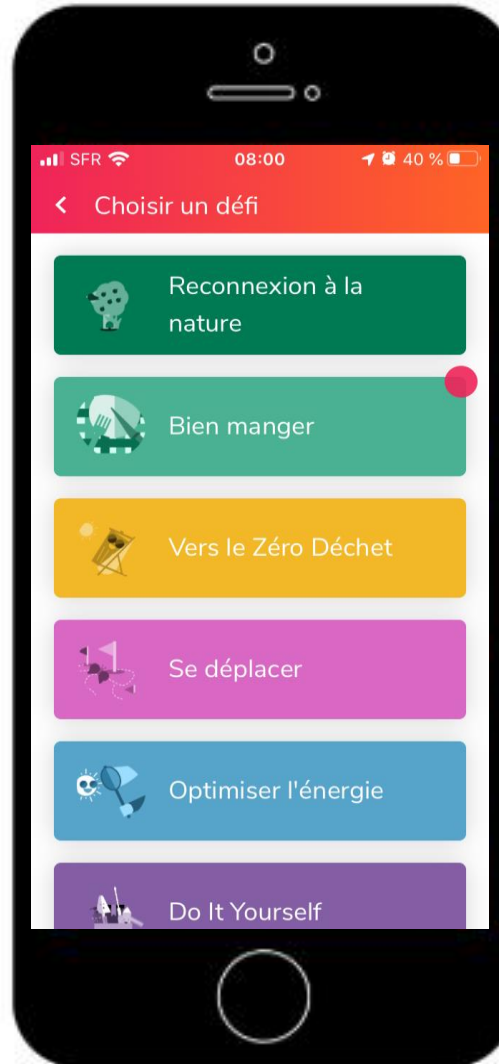 SFR 08:00 40 %
Choisir un défi
Reconnexion à la
nature
Bien manger
Vers le Zéro Déchet
Se déplacer
Optimiser l'énergie
Do It Yourself